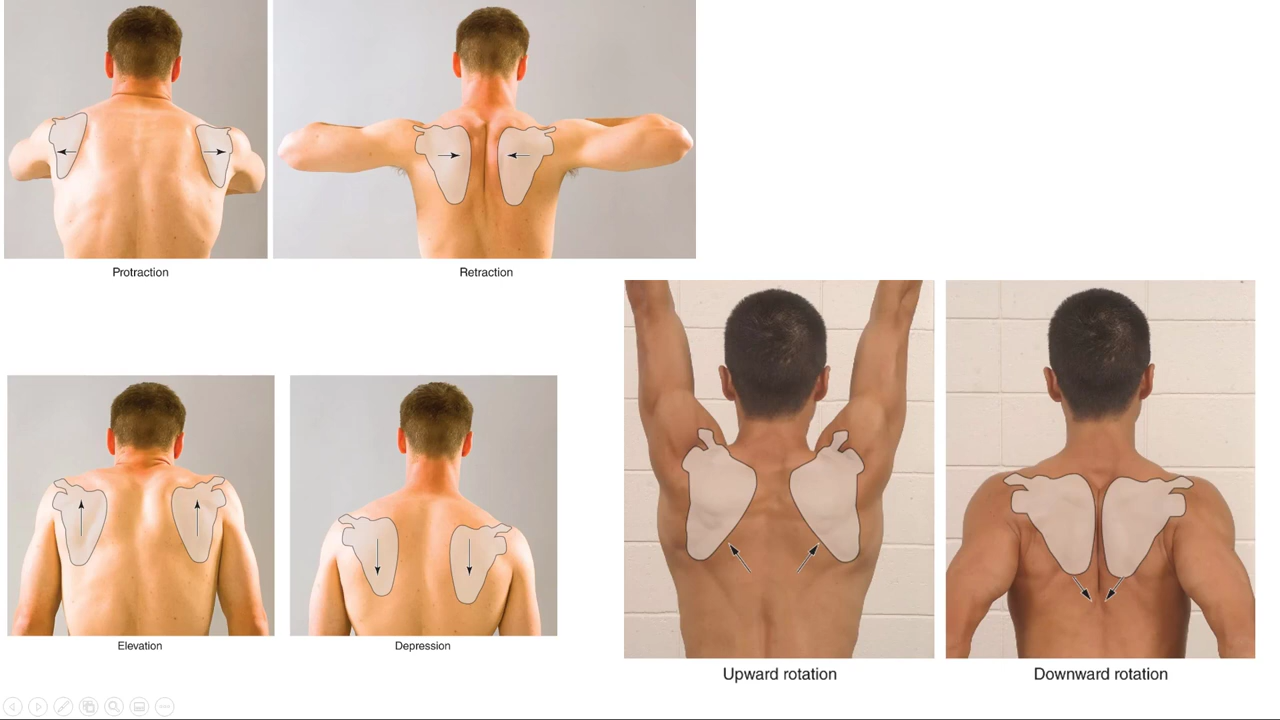 Protraction
Retraction
Elevation
Depression
Upward rotation
Downward rotation